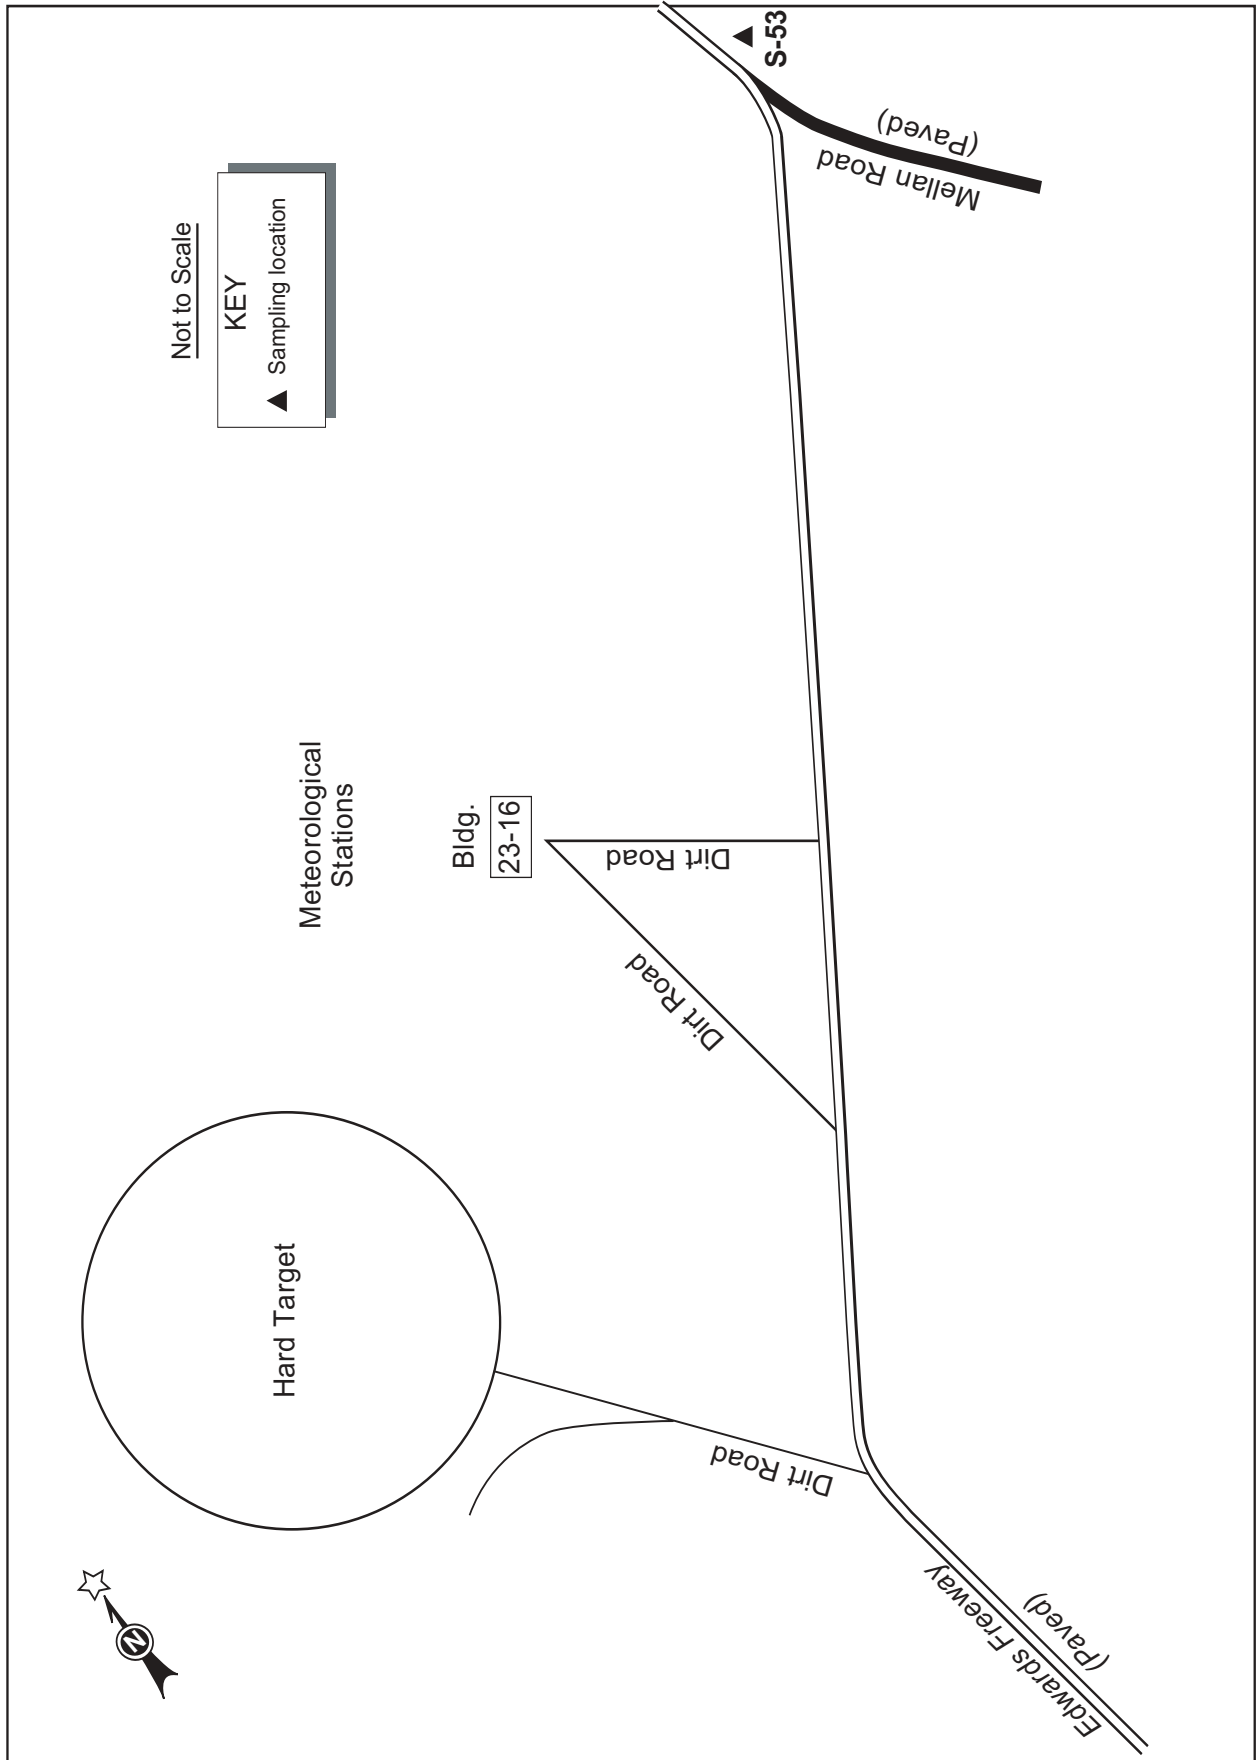 Not to Scale
KEY
Sampling location
S-53
Mellan Road
(Paved)
Meteorological
Stations
Bldg.
23-16
Dirt Road
Dirt Road
Hard Target
Dirt Road
N
Edwards Freeway
(Paved)